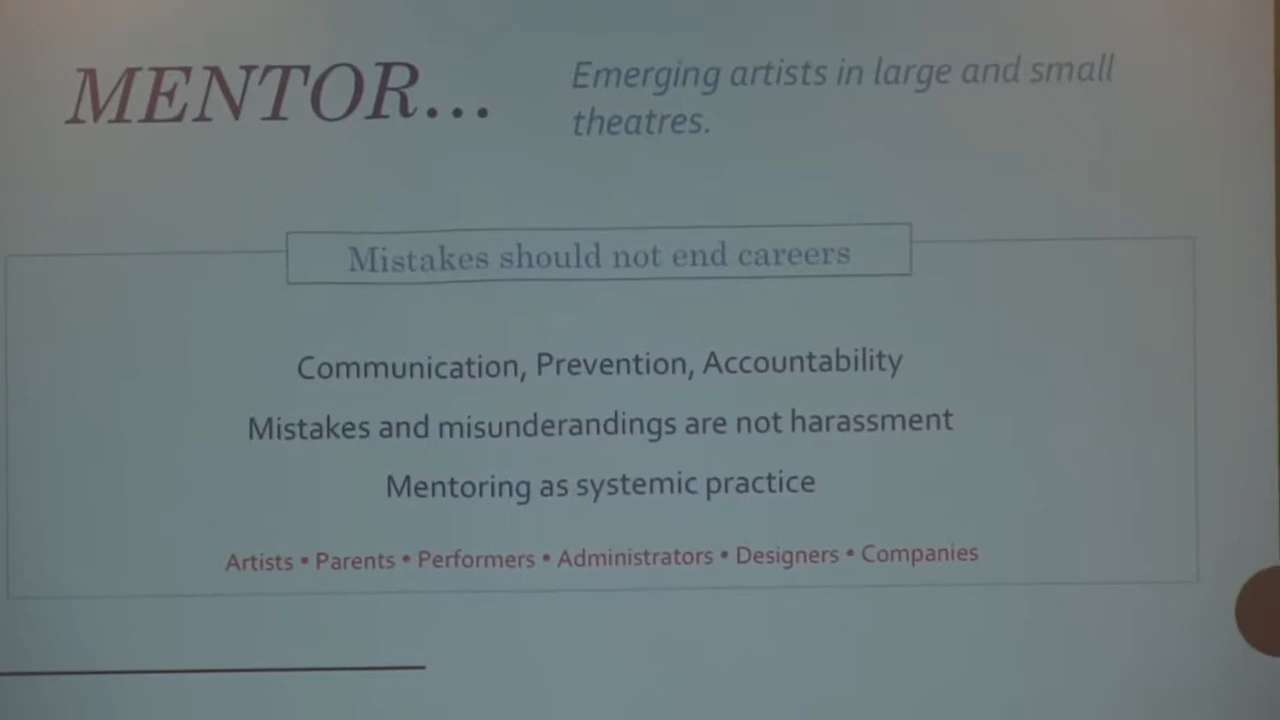 MENTOR...
Emerging artists in large and small
theatres.
Mistakes should not end careers
Communication, Prevention, Accountability
Mistakes and misunderandings are not harassment
Mentoring as systemic practice
Artists • Parents • Performers • Administrators • Designers • Companies